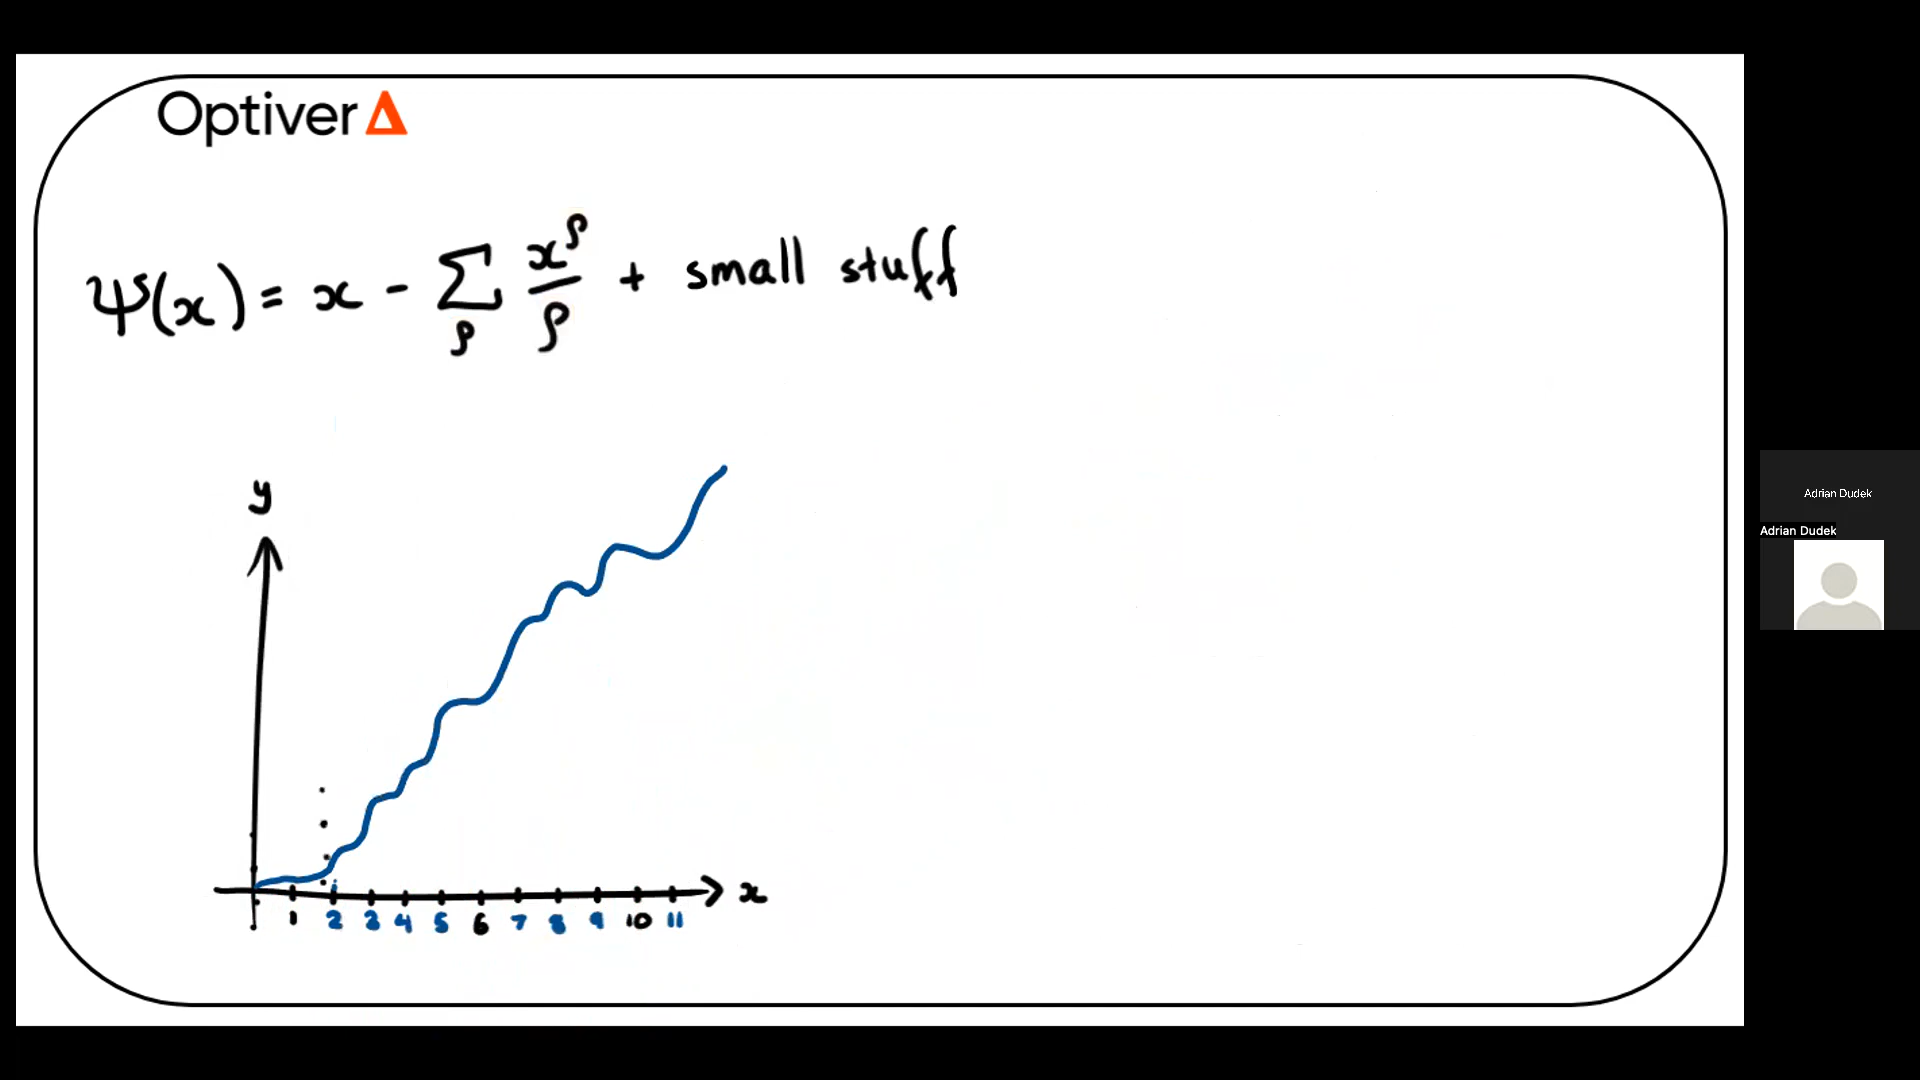 Optiver
ψ(x) = x - Σ_ρ x^ρ/ρ + small stuff
y
x
1 2 3 4 5 6 7 8 9 10 11
Adrian Dudek
Adrian Dudek